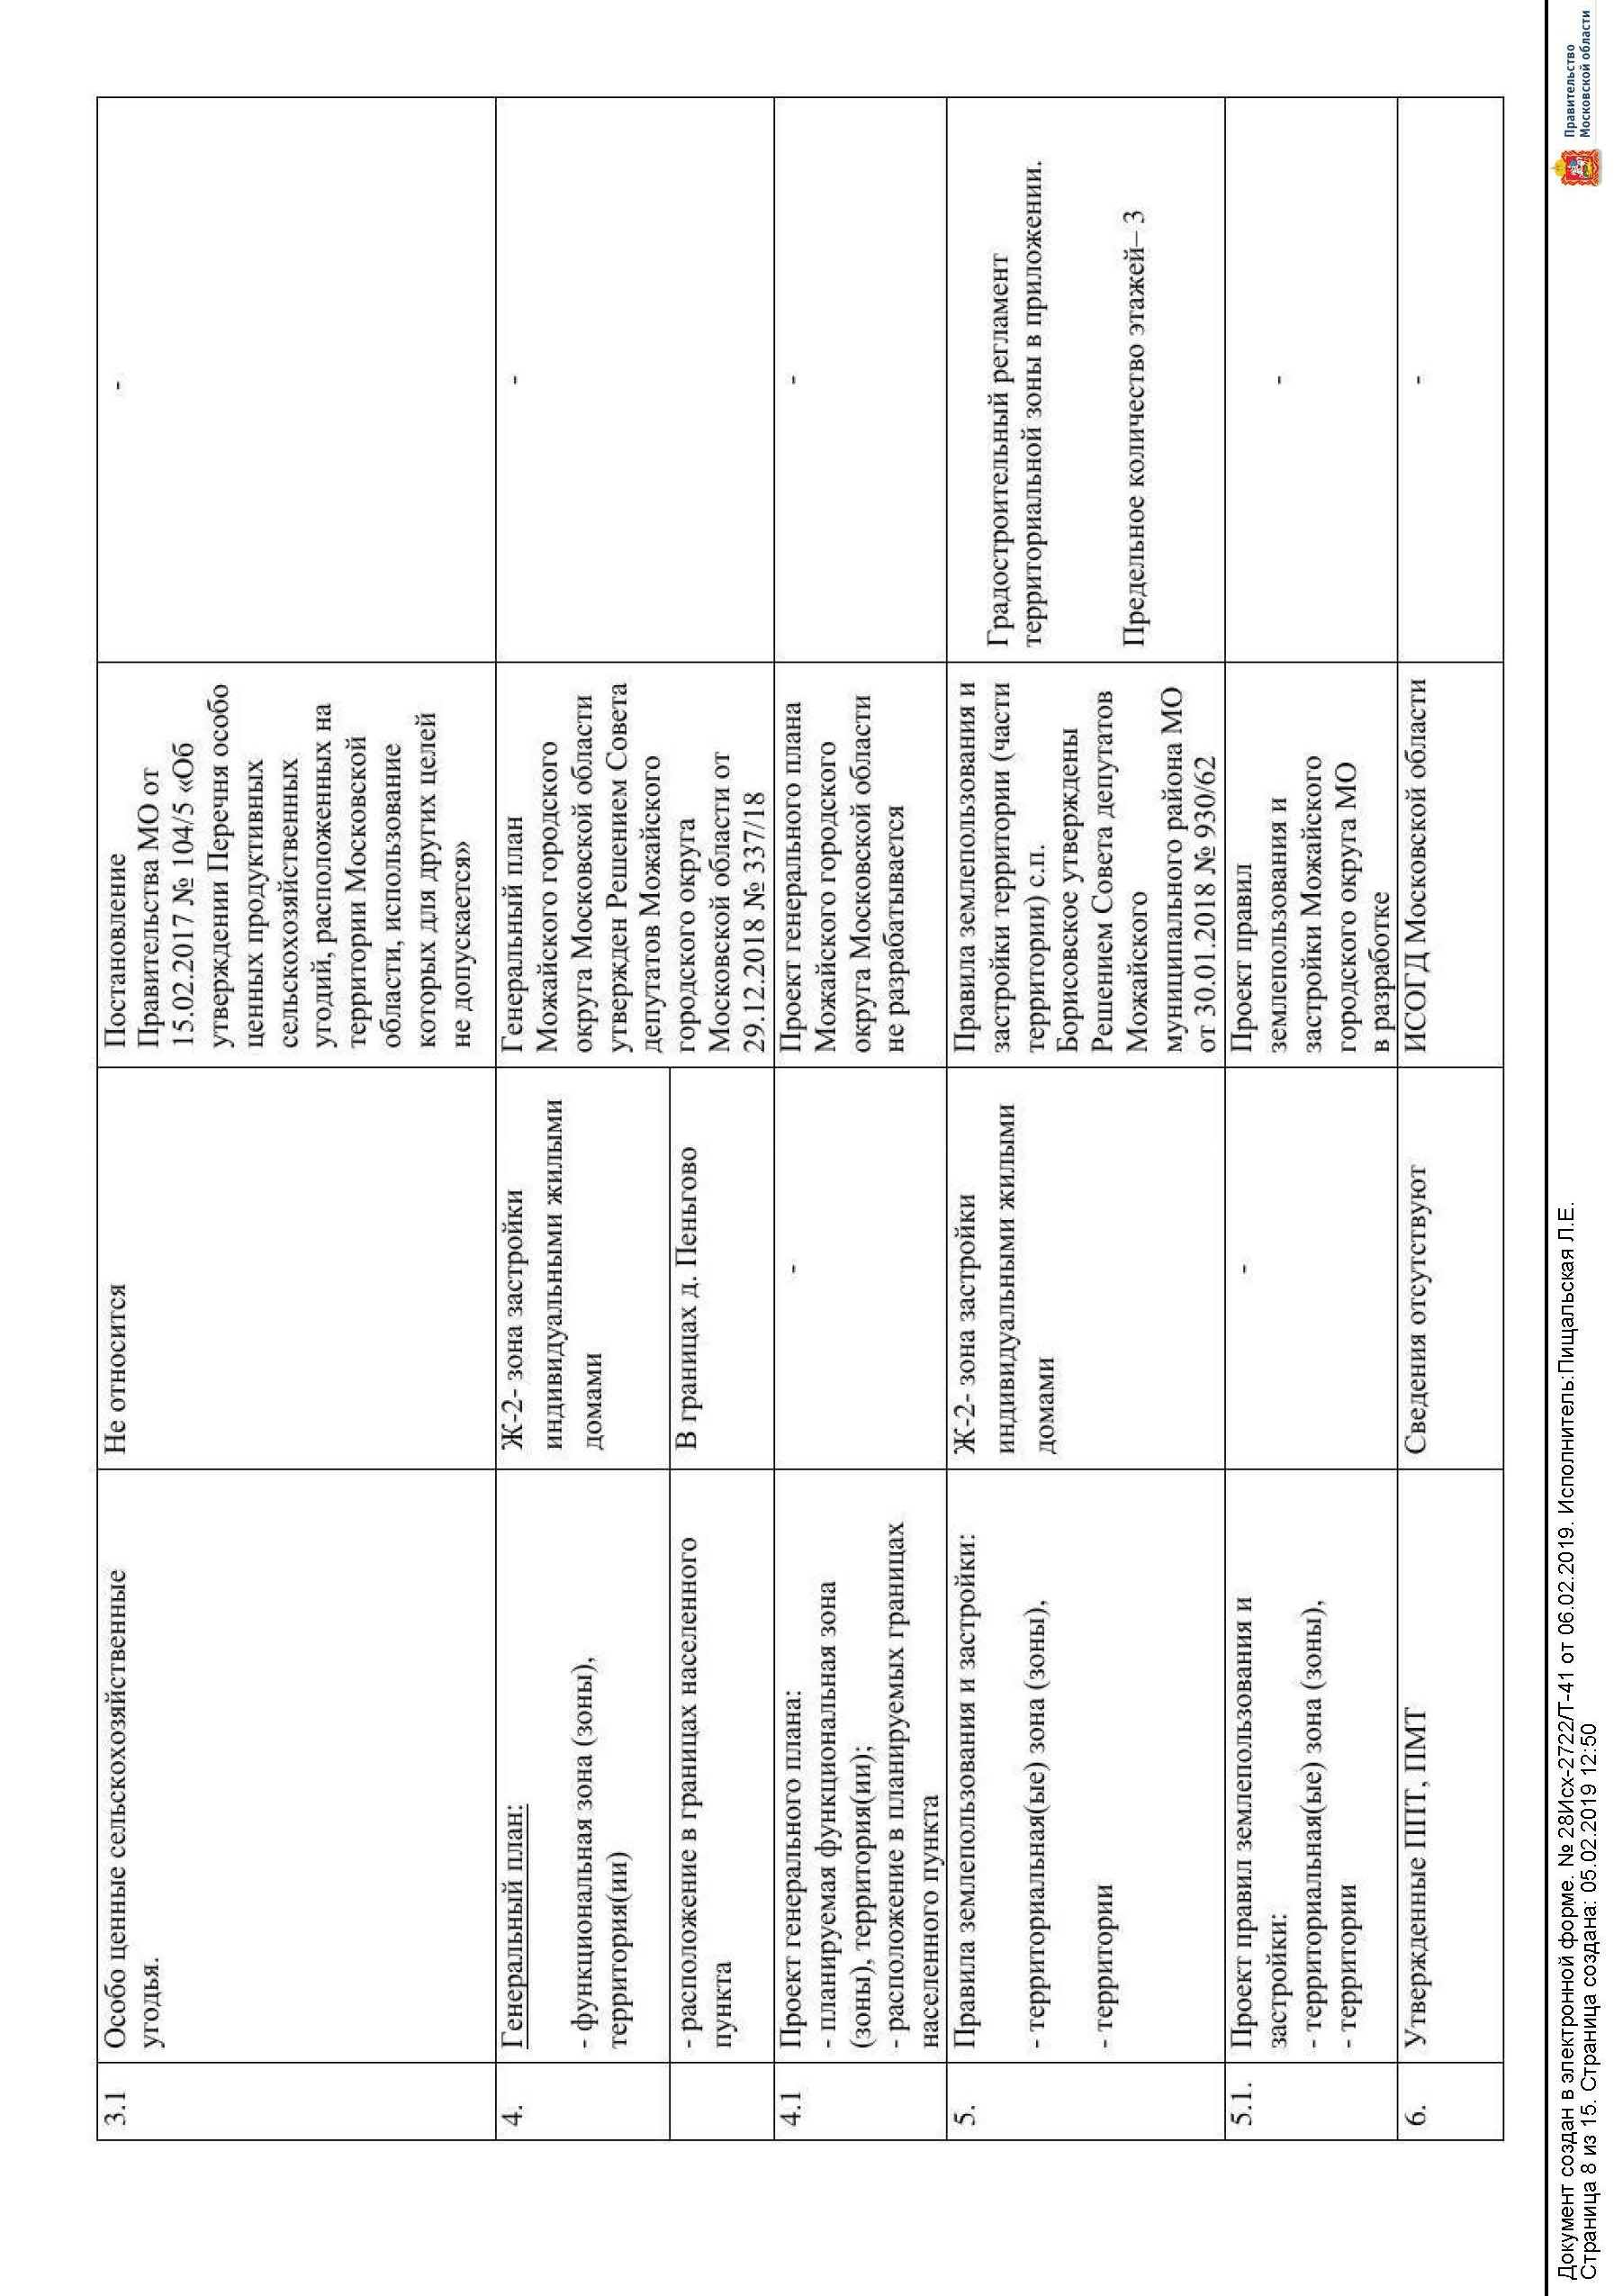 3.1
Особо ценные сельскохозяйственные
угодья.
Не относится
Постановление
Правительства МО от
15.02.2017 № 104/5 «Об
утверждении Перечня особо
ценных продуктивных
сельскохозяйственных
угодий, расположенных на
территории Московской
области, использование
которых для других целей
не допускается»
-
4.
Генеральный план:
- функциональная зона (зоны),
территория(ии)
Ж-2- зона застройки
индивидуальными жилыми
домами
Генеральный план
Можайского городского
округа Московской области
утвержден Решением Совета
депутатов Можайского
городского округа
Московской области от
29.12.2018 № 337/18
-
- расположение в границах населенного
пункта
В границах д. Пеньгово
4.1
Проект генерального плана:
- планируемая функциональная зона
(зоны), территория(ии);
- расположение в планируемых границах
населенного пункта
-
Проект генерального плана
Можайского городского
округа Московской области
не разрабатывается
-
5.
Правила землепользования и застройки:
- территориальная(ые) зона (зоны),
- территории
Ж-2- зона застройки
индивидуальными жилыми
домами
Правила землепользования и
застройки территории (части
территории) с.п.
Борисовское утверждены
Решением Совета депутатов
Можайского
муниципального района МО
от 30.01.2018 № 930/62
Градостроительный регламент
территориальной зоны в приложении.
Предельное количество этажей– 3
5.1.
Проект правил землепользования и
застройки:
- территориальная(ые) зона (зоны),
- территории
-
Проект правил
землепользования и
застройки Можайского
городского округа МО
в разработке
-
6.
Утвержденные ППТ, ПМТ
Сведения отсутствуют
ИСОГД Московской области
-
Документ создан в электронной форме. № 28Исх-2722/Т-41 от 06.02.2019. Исполнитель:Пищальская Л.Е.
Страница 8 из 15. Страница создана: 05.02.2019 12:50
Правительство
Московской области